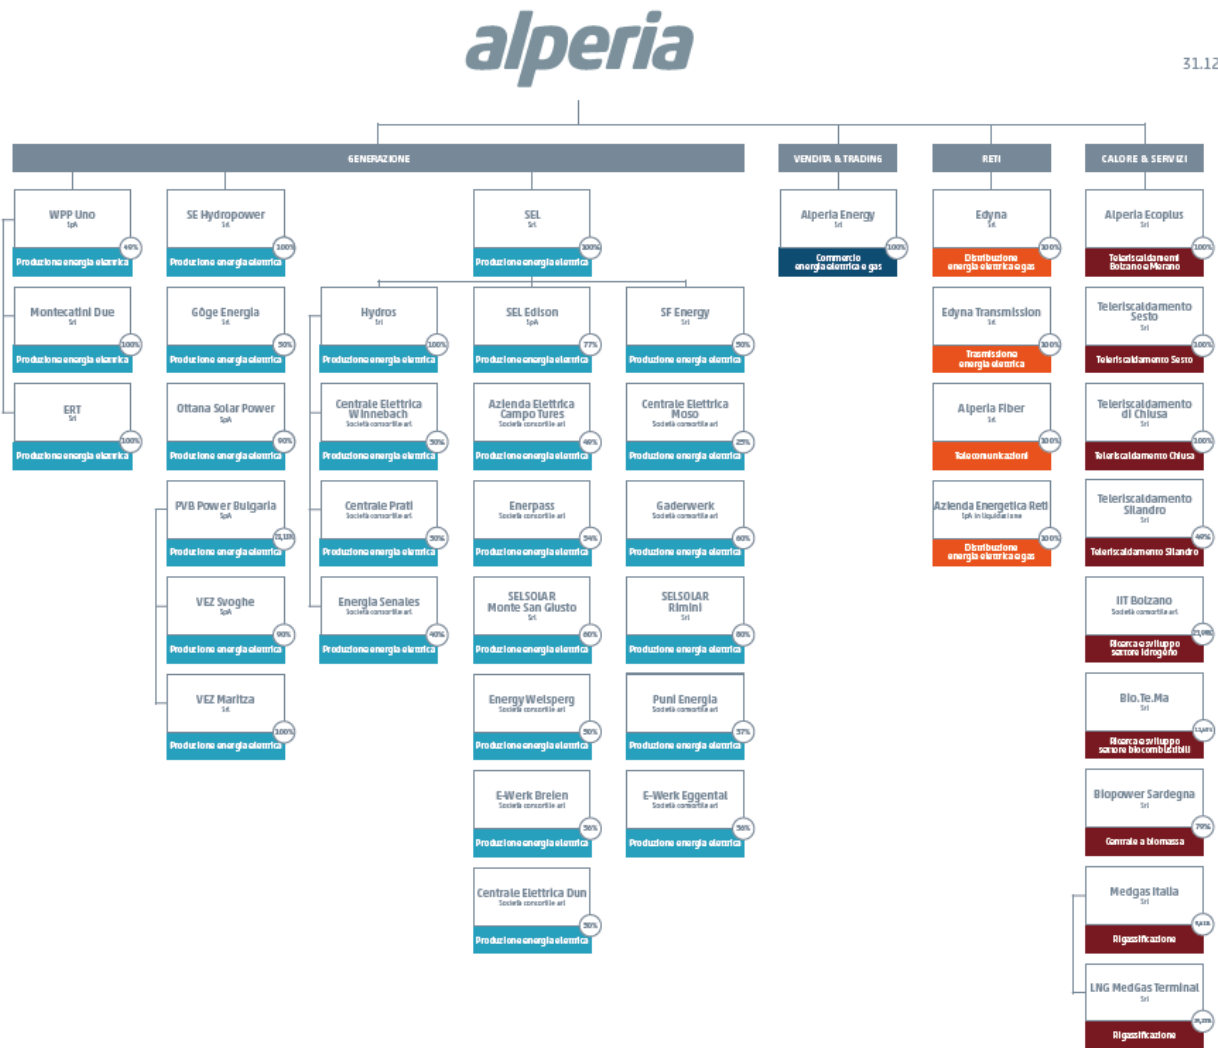 alperia
31.12
GENERAZIONE
VENDITA & TRADING
RETI
CALORE & SERVIZI
WPP Uno
SpA
49%
Produzione energia elettrica
Montecatini Due
Srl
100%
Produzione energia elettrica
ERT
Srl
100%
Produzione energia elettrica
SE Hydropower
Srl
100%
Produzione energia elettrica
Göge Energia
Srl
50%
Produzione energia elettrica
Ottana Solar Power
SpA
90%
Produzione energia elettrica
PVB Power Bulgaria
SpA
Produzione energia elettrica
VEZ Svoghe
SpA
90%
Produzione energia elettrica
VEZ Maritza
Srl
100%
Produzione energia elettrica
SEL
Srl
100%
Produzione energia elettrica
Hydros
Srl
100%
Produzione energia elettrica
Centrale Elettrica
Winnebach
Società consortile arl
50%
Produzione energia elettrica
Centrale Prati
Società consortile arl
50%
Produzione energia elettrica
Energia Senales
Società consortile arl
40%
Produzione energia elettrica
SEL Edison
SpA
77%
Produzione energia elettrica
Azienda Elettrica
Campo Tures
Società consortile arl
49%
Produzione energia elettrica
Enerpass
Società consortile arl
34%
Produzione energia elettrica
SELSOLAR
Monte San Giusto
Srl
60%
Produzione energia elettrica
Energy Welsperg
Società consortile arl
50%
Produzione energia elettrica
E-Werk Breien
Società consortile arl
36%
Produzione energia elettrica
Centrale Elettrica Dun
Società consortile arl
30%
Produzione energia elettrica
SF Energy
Srl
50%
Produzione energia elettrica
Centrale Elettrica
Moso
Società consortile arl
25%
Produzione energia elettrica
Gaderwerk
Società consortile arl
60%
Produzione energia elettrica
SELSOLAR
Rimini
Srl
80%
Produzione energia elettrica
Puni Energia
Società consortile arl
57%
Produzione energia elettrica
E-Werk Eggental
Società consortile arl
36%
Produzione energia elettrica
Alperia Energy
Srl
100%
Commercio
energia elettrica e gas
Edyna
Srl
100%
Distribuzione
energia elettrica e gas
Edyna Transmission
Srl
100%
Trasmissione
energia elettrica
Alperia Fiber
Srl
100%
Telecomunicazioni
Azienda Energetica Reti
SpA in liquidazione
100%
Distribuzione
energia elettrica e gas
Alperia Ecoplus
Srl
100%
Teleriscaldamenti
Bolzano e Merano
Teleriscaldamento
Sesto
Srl
100%
Teleriscaldamento Sesto
Teleriscaldamento
di Chiusa
Srl
100%
Teleriscaldamento Chiusa
Teleriscaldamento
Silandro
Srl
49%
Teleriscaldamento Silandro
IIT Bolzano
Società consortile arl
Ricerca e sviluppo
settore idrogeno
Bio.Te.Ma
Srl
Ricerca e sviluppo
settore biocombustibili
Biopower Sardegna
Srl
79%
Centrale a biomassa
Medgas Italia
Srl
Rigassificazione
LNG MedGas Terminal
Srl
Rigassificazione